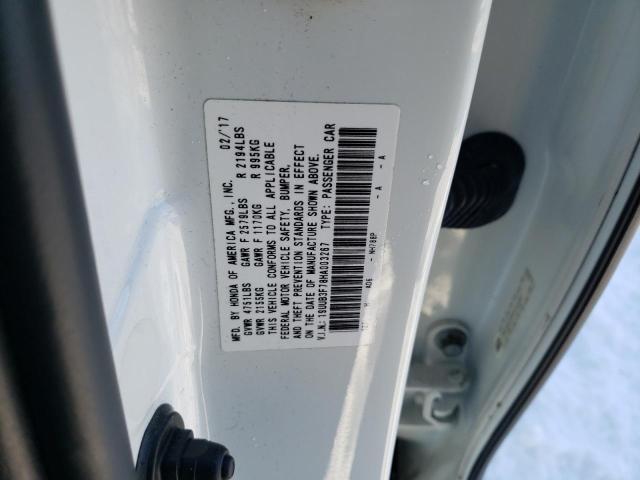 MFD. BY HONDA OF AMERICA MFG., INC. 02/'17
GVWR 4751LBS GAWR F 2579LBS R 2194LBS
GVWR 2155KG GAWR F 1170KG R 995KG
THIS VEHICLE CONFORMS TO ALL APPLICABLE
FEDERAL MOTOR VEHICLE SAFETY, BUMPER,
AND THEFT PREVENTION STANDARDS IN EFFECT
ON THE DATE OF MANUFACTURE SHOWN ABOVE.
V.I.N.: 19UUB3F78HA003267 TYPE: PASSENGER CAR
NH788P - A - A